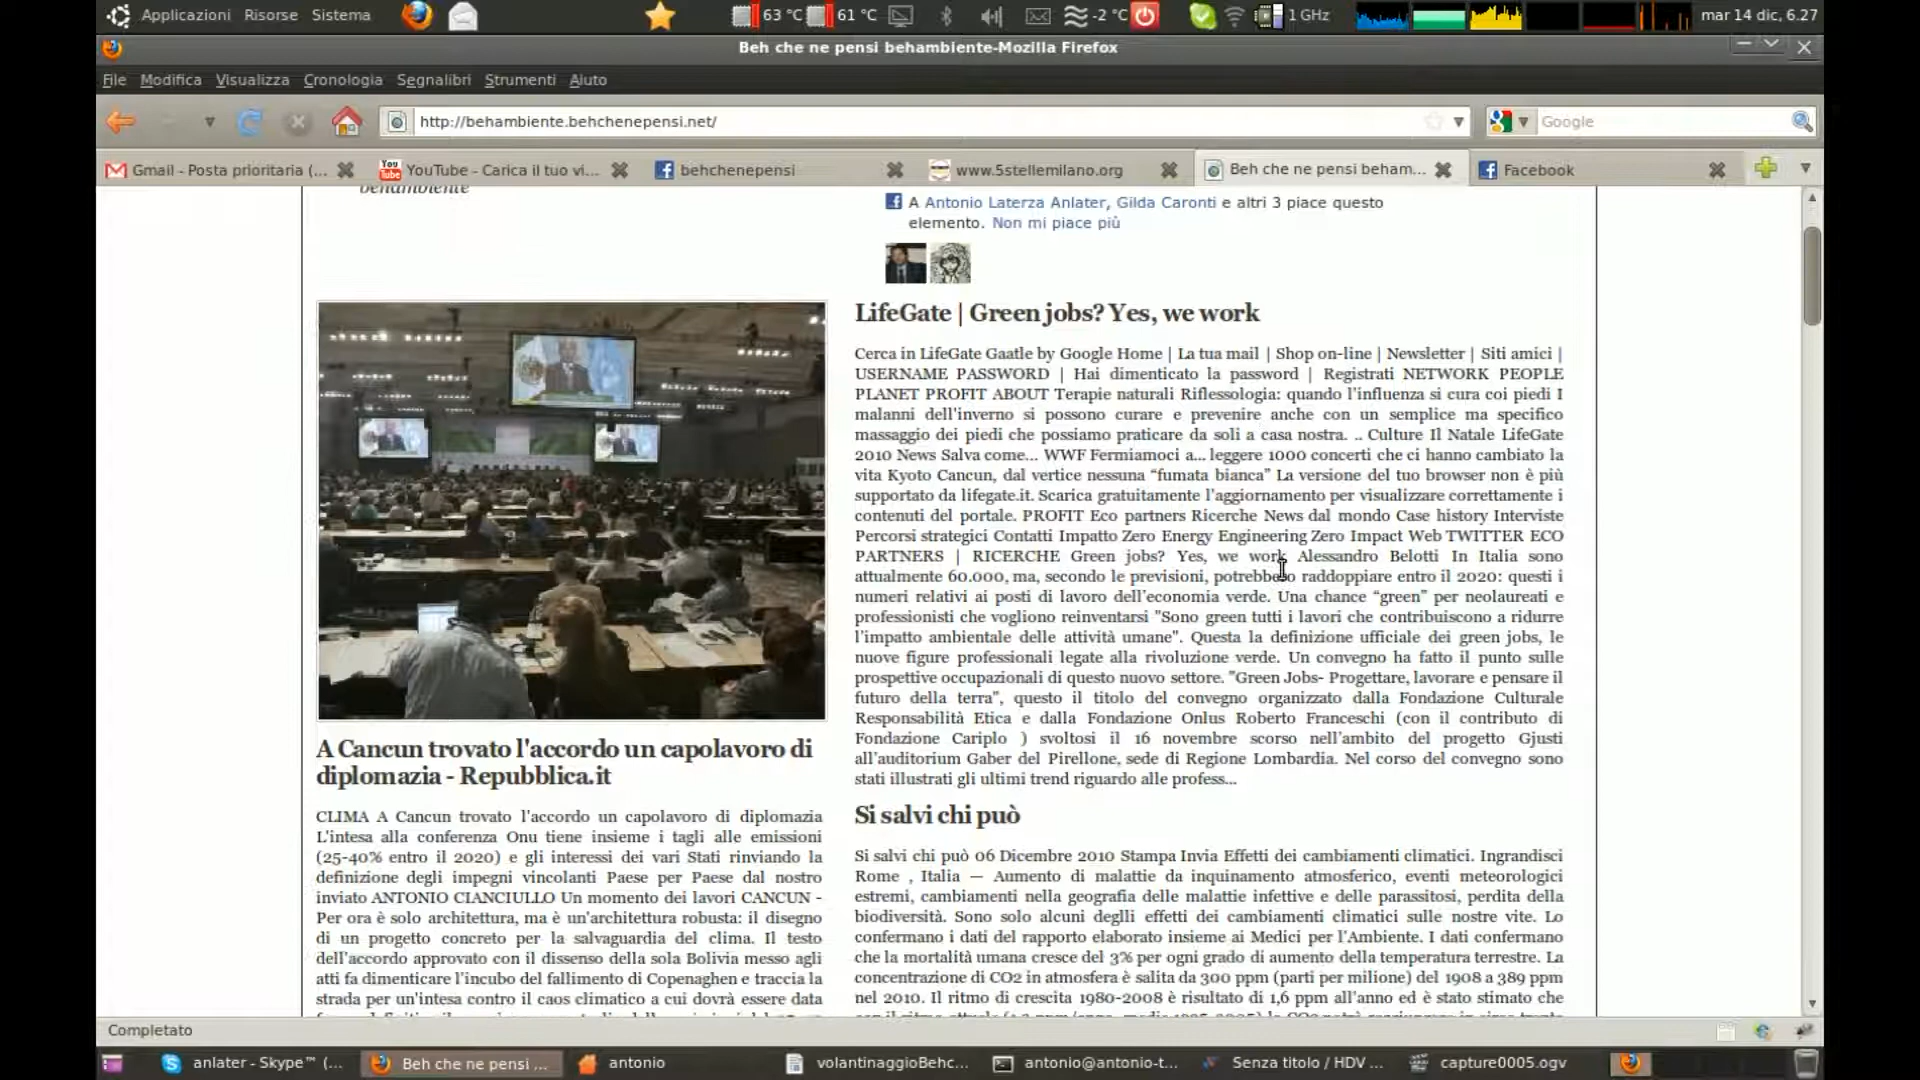 Applicazioni Risorse Sistema 63 °C 61 °C -2 °C 1 GHz mar 14 dic, 6.27
Beh che ne pensi behambiente-Mozilla Firefox
File Modifica Visualizza Cronologia Segnalibri Strumenti Aiuto
http://behambiente.behchenepensi.net/ Google
Gmail - Posta prioritaria (... YouTube - Carica il tuo vi... behchenepensi www.5stellemilano.org Beh che ne pensi beham... Facebook
behambiente
A Antonio Laterza Anlater, Gilda Caronti e altri 3 piace questo
elemento. Non mi piace più
LifeGate | Green jobs? Yes, we work
Cerca in LifeGate Gaatle by Google Home | La tua mail | Shop on-line | Newsletter | Siti amici |
USERNAME PASSWORD | Hai dimenticato la password | Registrati NETWORK PEOPLE
PLANET PROFIT ABOUT Terapie naturali Riflessologia: quando l'influenza si cura coi piedi I
malanni dell'inverno si possono curare e prevenire anche con un semplice ma specifico
massaggio dei piedi che possiamo praticare da soli a casa nostra. .. Culture Il Natale LifeGate
2010 News Salva come... WWF Fermiamoci a... leggere 1000 concerti che ci hanno cambiato la
vita Kyoto Cancun, dal vertice nessuna “fumata bianca” La versione del tuo browser non è più
supportato da lifegate.it. Scarica gratuitamente l'aggiornamento per visualizzare correttamente i
contenuti del portale. PROFIT Eco partners Ricerche News dal mondo Case history Interviste
Percorsi strategici Contatti Impatto Zero Energy Engineering Zero Impact Web TWITTER ECO
PARTNERS | RICERCHE Green jobs? Yes, we work Alessandro Belotti In Italia sono
attualmente 60.000, ma, secondo le previsioni, potrebbero raddoppiare entro il 2020: questi i
numeri relativi ai posti di lavoro dell'economia verde. Una chance “green” per neolaureati e
professionisti che vogliono reinventarsi "Sono green tutti i lavori che contribuiscono a ridurre
l'impatto ambientale delle attività umane". Questa la definizione ufficiale dei green jobs, le
nuove figure professionali legate alla rivoluzione verde. Un convegno ha fatto il punto sulle
prospettive occupazionali di questo nuovo settore. "Green Jobs- Progettare, lavorare e pensare il
futuro della terra", questo il titolo del convegno organizzato dalla Fondazione Culturale
Responsabilità Etica e dalla Fondazione Onlus Roberto Franceschi (con il contributo di
Fondazione Cariplo ) svoltosi il 16 novembre scorso nell'ambito del progetto Gjusti
all'auditorium Gaber del Pirellone, sede di Regione Lombardia. Nel corso del convegno sono
stati illustrati gli ultimi trend riguardo alle profess...
A Cancun trovato l'accordo un capolavoro di
diplomazia - Repubblica.it
CLIMA A Cancun trovato l'accordo un capolavoro di diplomazia
L'intesa alla conferenza Onu tiene insieme i tagli alle emissioni
(25-40% entro il 2020) e gli interessi dei vari Stati rinviando la
definizione degli impegni vincolanti Paese per Paese dal nostro
inviato ANTONIO CIANCIULLO Un momento dei lavori CANCUN -
Per ora è solo architettura, ma è un'architettura robusta: il disegno
di un progetto concreto per la salvaguardia del clima. Il testo
dell'accordo approvato con il dissenso della sola Bolivia messo agli
atti fa dimenticare l'incubo del fallimento di Copenaghen e traccia la
strada per un'intesa contro il caos climatico a cui dovrà essere data
Si salvi chi può
Si salvi chi può 06 Dicembre 2010 Stampa Invia Effetti dei cambiamenti climatici. Ingrandisci
Rome , Italia — Aumento di malattie da inquinamento atmosferico, eventi meteorologici
estremi, cambiamenti nella geografia delle malattie infettive e delle parassitosi, perdita della
biodiversità. Sono solo alcuni deglli effetti dei cambiamenti climatici sulle nostre vite. Lo
confermano i dati del rapporto elaborato insieme ai Medici per l'Ambiente. I dati confermano
che la mortalità umana cresce del 3% per ogni grado di aumento della temperatura terrestre. La
concentrazione di CO2 in atmosfera è salita da 300 ppm (parti per milione) del 1908 a 389 ppm
nel 2010. Il ritmo di crescita 1980-2008 è risultato di 1,6 ppm all'anno ed è stato stimato che
Completato
anlater - Skype™ (... Beh che ne pensi ... antonio volantinaggioBehc... antonio@antonio-t... Senza titolo / HDV ... capture0005.ogv